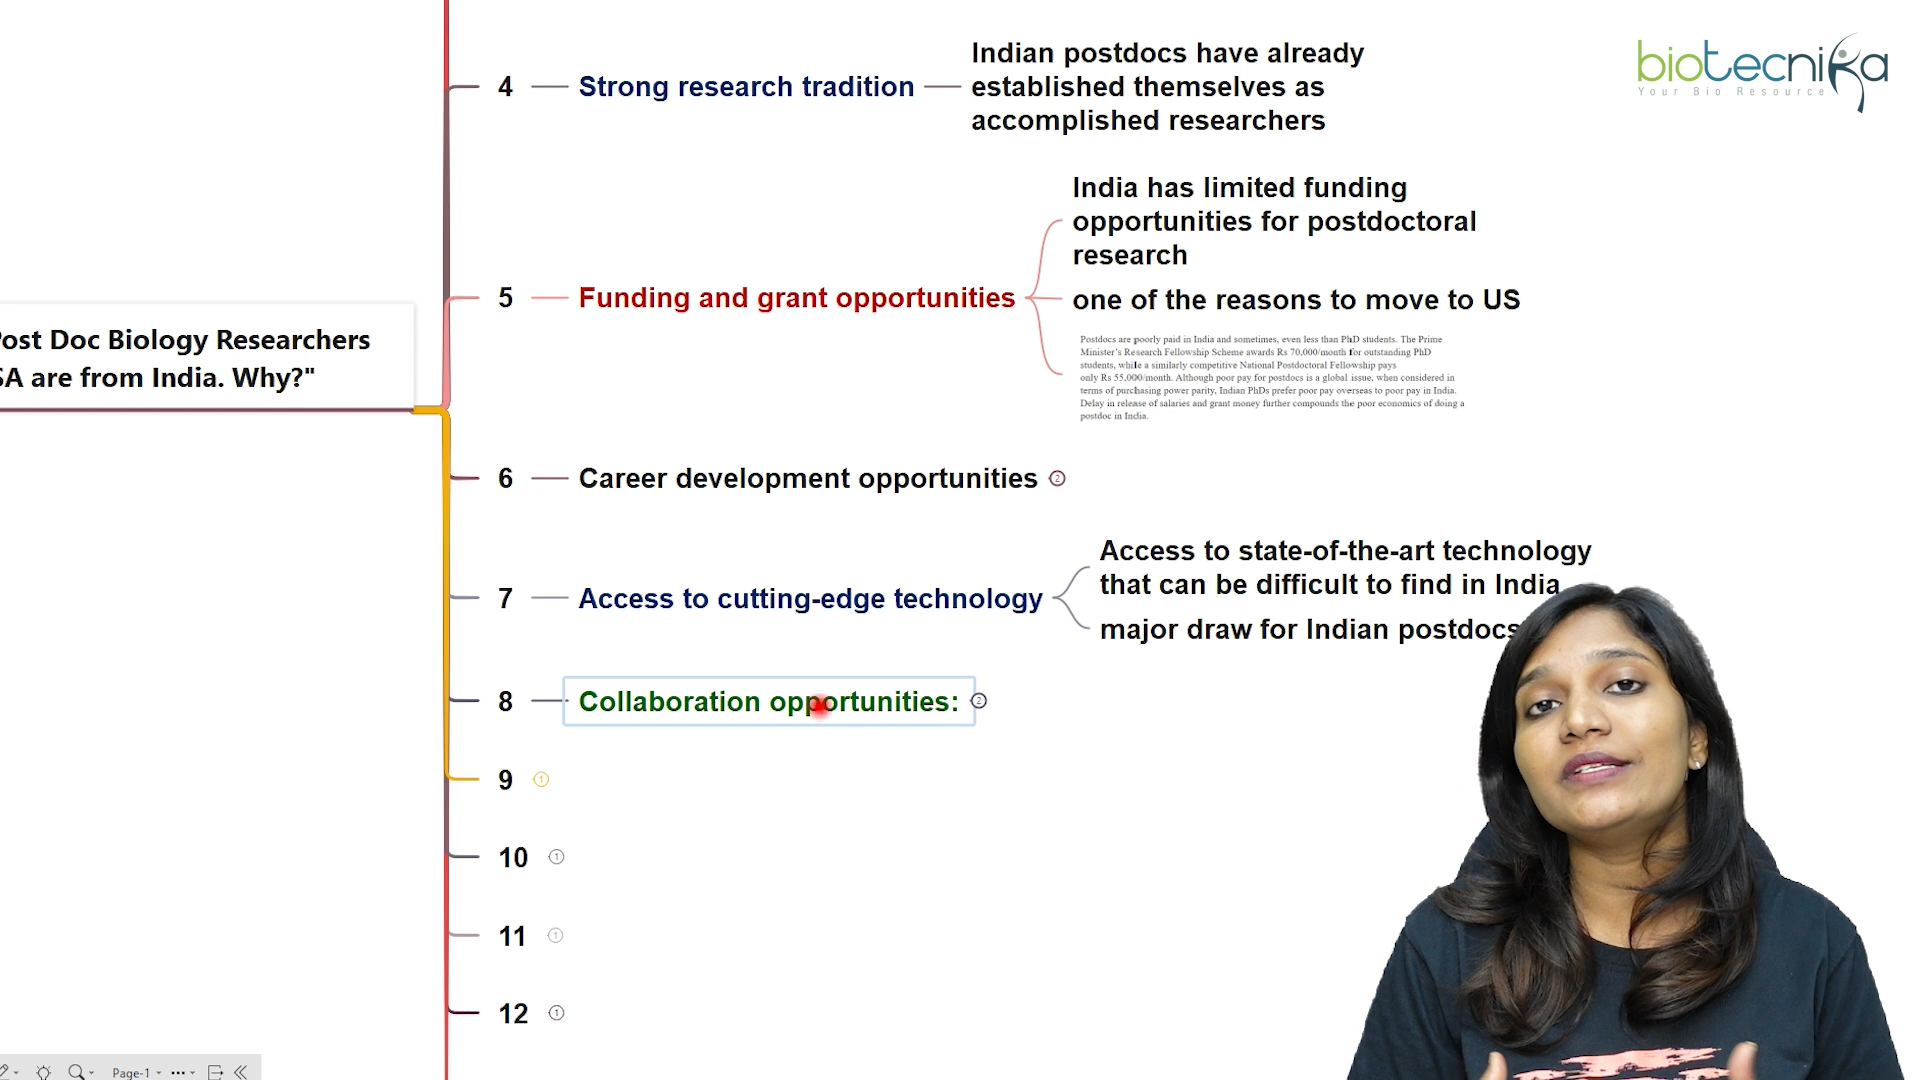 biotecnika
Your Bio Resource
4
Strong research tradition
Indian postdocs have already
established themselves as
accomplished researchers
5
Funding and grant opportunities
India has limited funding
opportunities for postdoctoral
research
one of the reasons to move to US
Postdocs are poorly paid in India and sometimes, even less than PhD students. The Prime
Minister's Research Fellowship Scheme awards Rs 70,000/month for outstanding PhD
students, while a similarly competitive National Postdoctoral Fellowship pays
only Rs 55,000/month. Although poor pay for postdocs is a global issue, when considered in
terms of purchasing power parity, Indian PhDs prefer poor pay overseas to poor pay in India.
Delay in release of salaries and grant money further compounds the poor economics of doing a
postdoc in India.
ost Doc Biology Researchers
SA are from India. Why?"
6
Career development opportunities
2
7
Access to cutting-edge technology
Access to state-of-the-art technology
that can be difficult to find in India
major draw for Indian postdocs
8
Collaboration opportunities:
2
9
1
10
1
11
1
12
1
Page-1